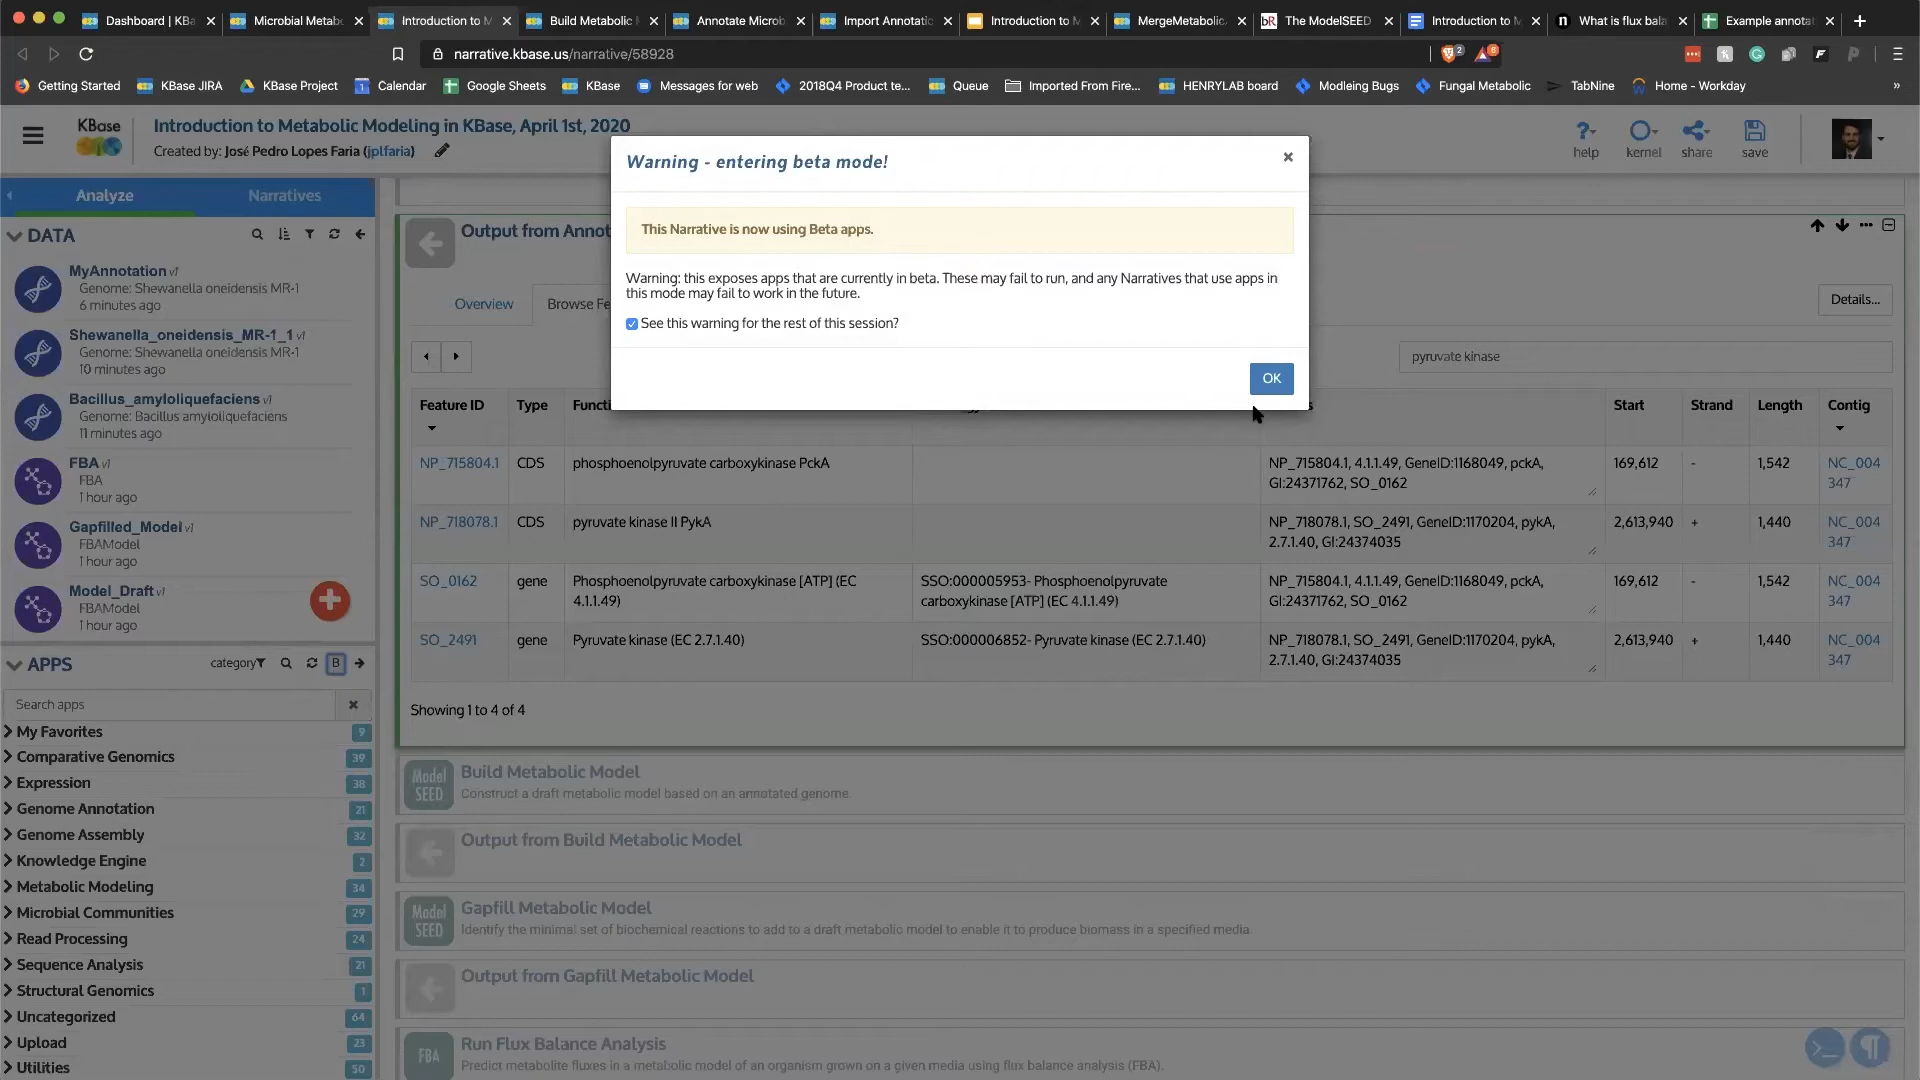 Dashboard | KBa
Microbial Metab
Introduction to M
Build Metabolic
Annotate Microb
Import Annotatic
Introduction to M
MergeMetabolic
bR The ModelSEED
Introduction to M
n What is flux bala
Example annotat
narrative.kbase.us/narrative/58928
2 8
Getting Started
KBase JIRA
KBase Project
Calendar
Google Sheets
KBase
Messages for web
2018Q4 Product te...
Queue
Imported From Fire...
HENRYLAB board
Modleing Bugs
Fungal Metabolic
TabNine
Home - Workday
»
KBase
Introduction to Metabolic Modeling in KBase, April 1st, 2020
Created by: José Pedro Lopes Faria (jplfaria)
help
kernel
share
save
Warning - entering beta mode!
This Narrative is now using Beta apps.
Warning: this exposes apps that are currently in beta. These may fail to run, and any Narratives that use apps in
this mode may fail to work in the future.
See this warning for the rest of this session?
OK
Analyze
Narratives
DATA
MyAnnotation v1
Genome: Shewanella oneidensis MR-1
6 minutes ago
Shewanella_oneidensis_MR-1_1 v1
Genome: Shewanella oneidensis MR-1
10 minutes ago
Bacillus_amyloliquefaciens v1
Genome: Bacillus amyloliquefaciens
11 minutes ago
FBA v1
FBA
1 hour ago
Gapfilled_Model v1
FBAModel
1 hour ago
Model_Draft v1
FBAModel
1 hour ago
APPS
category
B
Search apps
My Favorites 9
Comparative Genomics 39
Expression 38
Genome Annotation 21
Genome Assembly 32
Knowledge Engine 2
Metabolic Modeling 34
Microbial Communities 29
Read Processing 24
Sequence Analysis 21
Structural Genomics 1
Uncategorized 64
Upload 23
Utilities 50
Output from Annot
Overview
Browse Fe
Details...
pyruvate kinase
Feature ID Type Functi s Start Strand Length Contig
NP_715804.1 CDS phosphoenolpyruvate carboxykinase PckA NP_715804.1, 4.1.1.49, GeneID:1168049, pckA, 169,612 - 1,542 NC_004
GI:24371762, SO_0162 347
NP_718078.1 CDS pyruvate kinase II PykA NP_718078.1, SO_2491, GeneID:1170204, pykA, 2,613,940 + 1,440 NC_004
2.7.1.40, GI:24374035 347
SO_0162 gene Phosphoenolpyruvate carboxykinase [ATP] (EC SSO:000005953- Phosphoenolpyruvate NP_715804.1, 4.1.1.49, GeneID:1168049, pckA, 169,612 - 1,542 NC_004
4.1.1.49) carboxykinase [ATP] (EC 4.1.1.49) GI:24371762, SO_0162 347
SO_2491 gene Pyruvate kinase (EC 2.7.1.40) SSO:000006852- Pyruvate kinase (EC 2.7.1.40) NP_718078.1, SO_2491, GeneID:1170204, pykA, 2,613,940 + 1,440 NC_004
2.7.1.40, GI:24374035 347
Showing 1 to 4 of 4
Model SEED
Build Metabolic Model
Construct a draft metabolic model based on an annotated genome.
Output from Build Metabolic Model
Model SEED
Gapfill Metabolic Model
Identify the minimal set of biochemical reactions to add to a draft metabolic model to enable it to produce biomass in a specified media.
Output from Gapfill Metabolic Model
FBA
Run Flux Balance Analysis
Predict metabolite fluxes in a metabolic model of an organism grown on a given media using flux balance analysis (FBA).